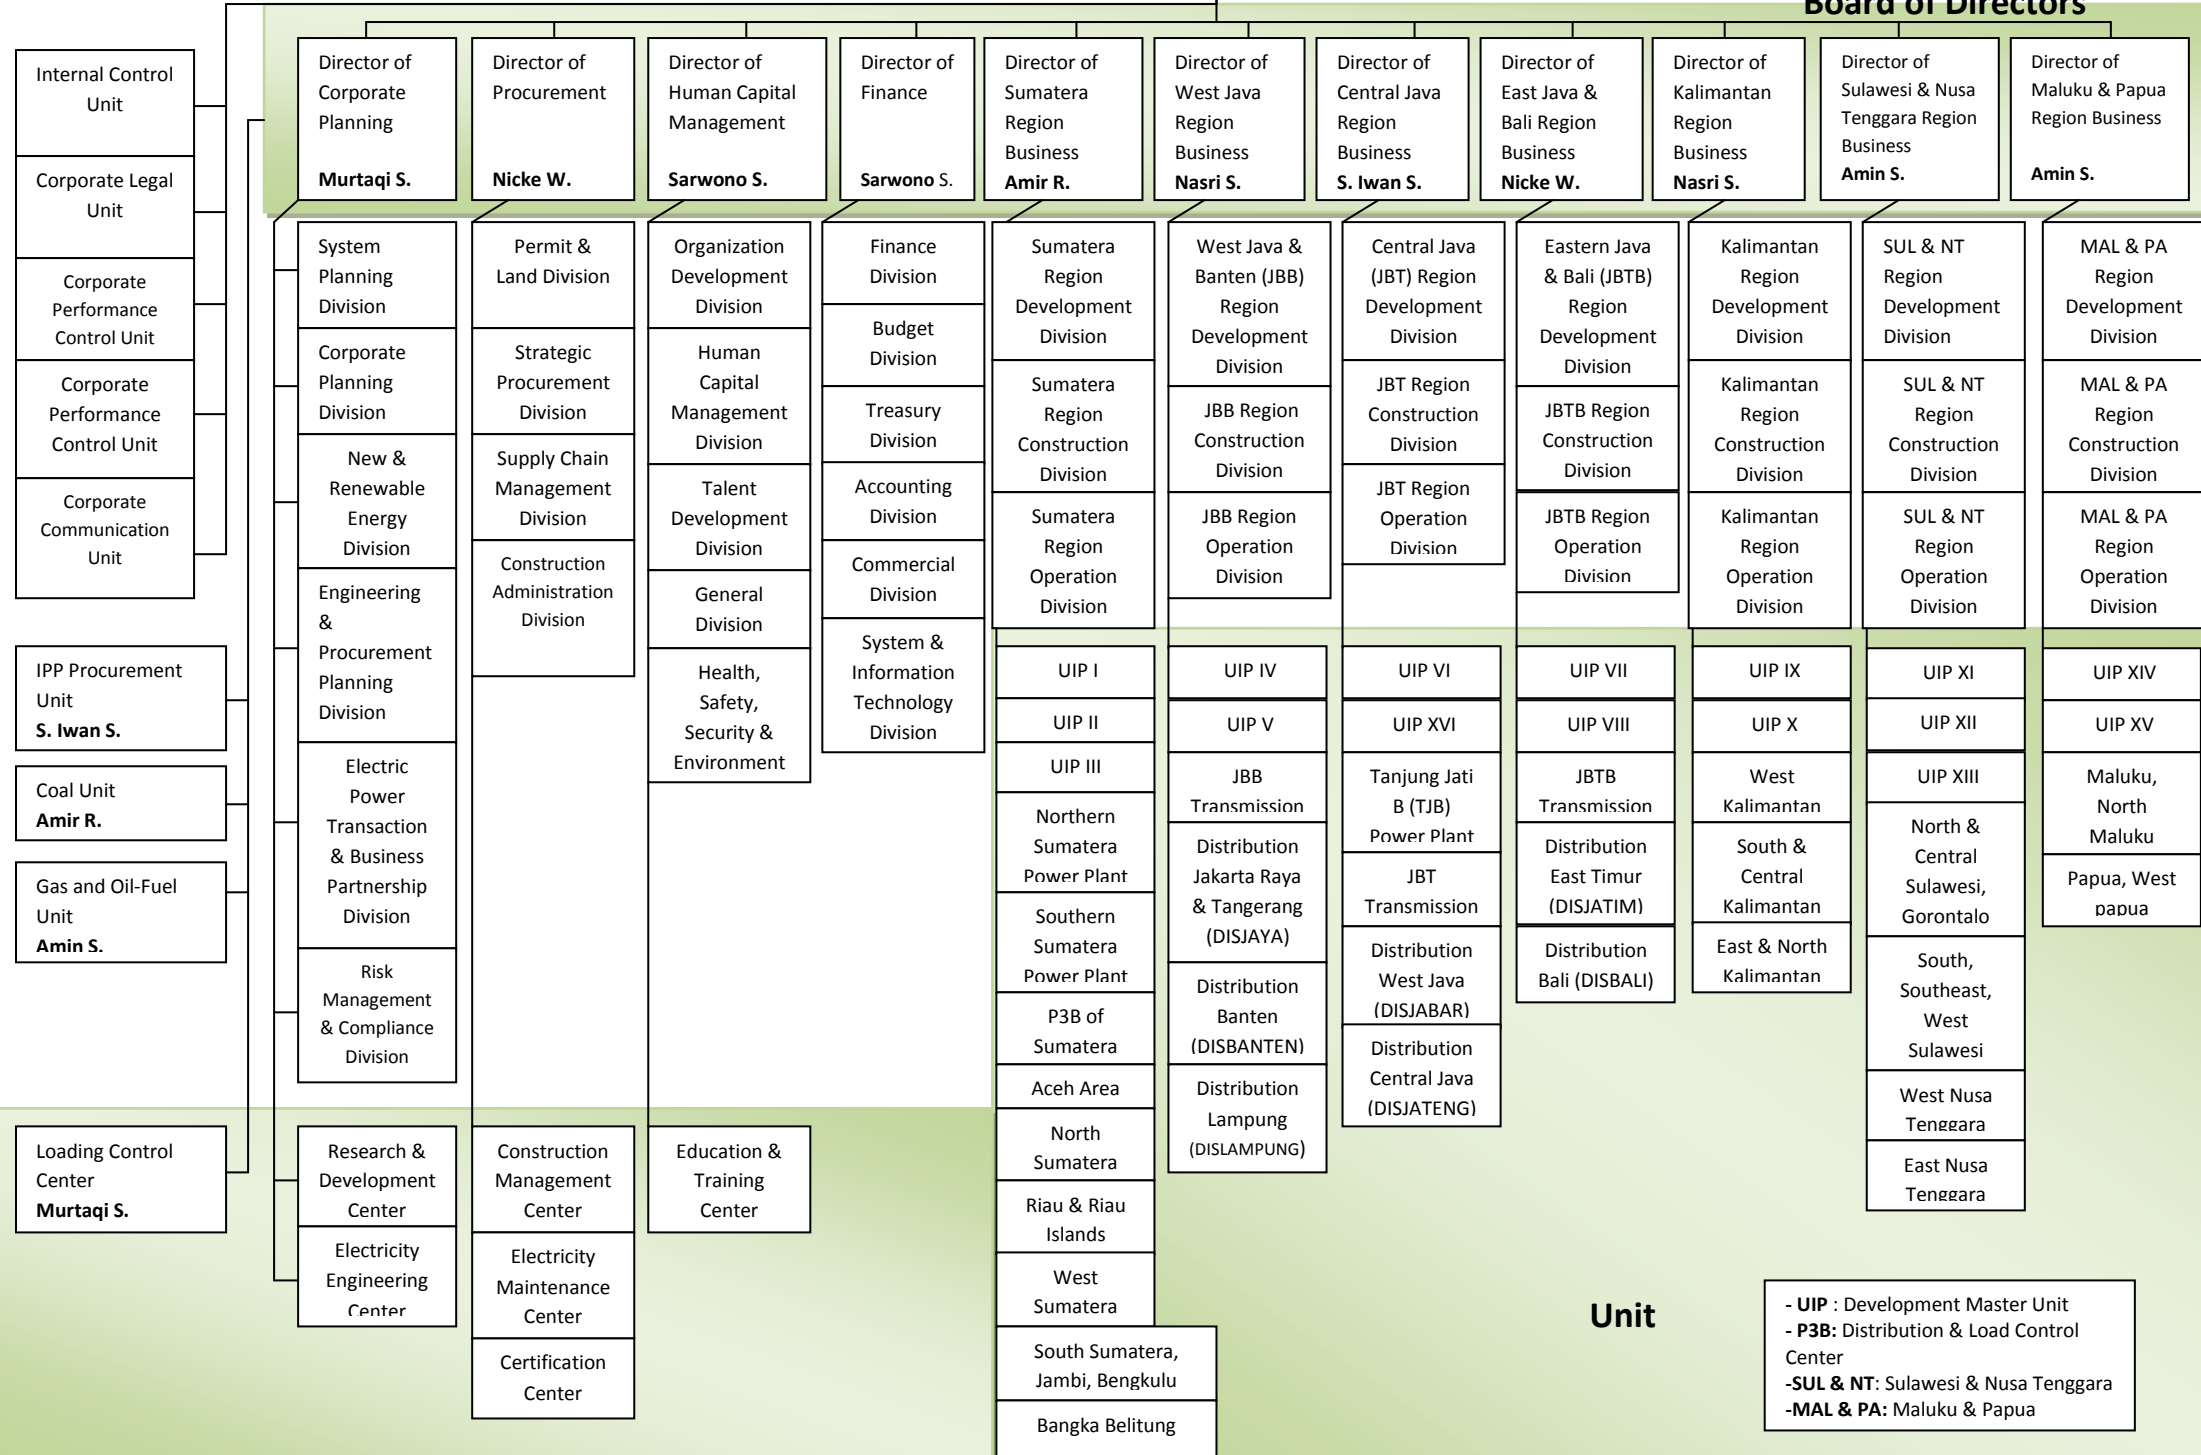 Board of Directors
Internal Control
Unit
Corporate Legal
Unit
Corporate
Performance
Control Unit
Corporate
Performance
Control Unit
Corporate
Communication
Unit
IPP Procurement
Unit
S. Iwan S.
Coal Unit
Amir R.
Gas and Oil-Fuel
Unit
Amin S.
Loading Control
Center
Murtaqi S.
Director of
Corporate
Planning
Murtaqi S.
Director of
Procurement
Nicke W.
Director of
Human Capital
Management
Sarwono S.
Director of
Finance
Sarwono S.
Director of
Sumatera
Region
Business
Amir R.
Director of
West Java
Region
Business
Nasri S.
Director of
Central Java
Region
Business
S. Iwan S.
Director of
East Java &
Bali Region
Business
Nicke W.
Director of
Kalimantan
Region
Business
Nasri S.
Director of
Sulawesi & Nusa
Tenggara Region
Business
Amin S.
Director of
Maluku & Papua
Region Business
Amin S.
System
Planning
Division
Corporate
Planning
Division
New &
Renewable
Energy
Division
Engineering
&
Procurement
Planning
Division
Electric
Power
Transaction
& Business
Partnership
Division
Risk
Management
& Compliance
Division
Research &
Development
Center
Electricity
Engineering
Center
Permit &
Land Division
Strategic
Procurement
Division
Supply Chain
Management
Division
Construction
Administration
Division
Construction
Management
Center
Electricity
Maintenance
Center
Certification
Center
Organization
Development
Division
Human
Capital
Management
Division
Talent
Development
Division
General
Division
Health,
Safety,
Security &
Environment
Education &
Training
Center
Finance
Division
Budget
Division
Treasury
Division
Accounting
Division
Commercial
Division
System &
Information
Technology
Division
Sumatera
Region
Development
Division
Sumatera
Region
Construction
Division
Sumatera
Region
Operation
Division
UIP I
UIP II
UIP III
Northern
Sumatera
Power Plant
Southern
Sumatera
Power Plant
P3B of
Sumatera
Aceh Area
North
Sumatera
Riau & Riau
Islands
West
Sumatera
South Sumatera,
Jambi, Bengkulu
Bangka Belitung
West Java &
Banten (JBB)
Region
Development
Division
JBB Region
Construction
Division
JBB Region
Operation
Division
UIP IV
UIP V
JBB
Transmission
Distribution
Jakarta Raya
& Tangerang
(DISJAYA)
Distribution
Banten
(DISBANTEN)
Distribution
Lampung
(DISLAMPUNG)
Central Java
(JBT) Region
Development
Division
JBT Region
Construction
Division
JBT Region
Operation
Division
UIP VI
UIP XVI
Tanjung Jati
B (TJB)
Power Plant
JBT
Transmission
Distribution
West Java
(DISJABAR)
Distribution
Central Java
(DISJATENG)
Eastern Java
& Bali (JBTB)
Region
Development
Division
JBTB Region
Construction
Division
JBTB Region
Operation
Division
UIP VII
UIP VIII
JBTB
Transmission
Distribution
East Timur
(DISJATIM)
Distribution
Bali (DISBALI)
Kalimantan
Region
Development
Division
Kalimantan
Region
Construction
Division
Kalimantan
Region
Operation
Division
UIP IX
UIP X
West
Kalimantan
South &
Central
Kalimantan
East & North
Kalimantan
SUL & NT
Region
Development
Division
SUL & NT
Region
Construction
Division
SUL & NT
Region
Operation
Division
UIP XI
UIP XII
UIP XIII
North &
Central
Sulawesi,
Gorontalo
South,
Southeast,
West
Sulawesi
West Nusa
Tenggara
East Nusa
Tenggara
MAL & PA
Region
Development
Division
MAL & PA
Region
Construction
Division
MAL & PA
Region
Operation
Division
UIP XIV
UIP XV
Maluku,
North
Maluku
Papua, West
papua
Unit
- UIP : Development Master Unit
- P3B: Distribution & Load Control
Center
-SUL & NT: Sulawesi & Nusa Tenggara
-MAL & PA: Maluku & Papua